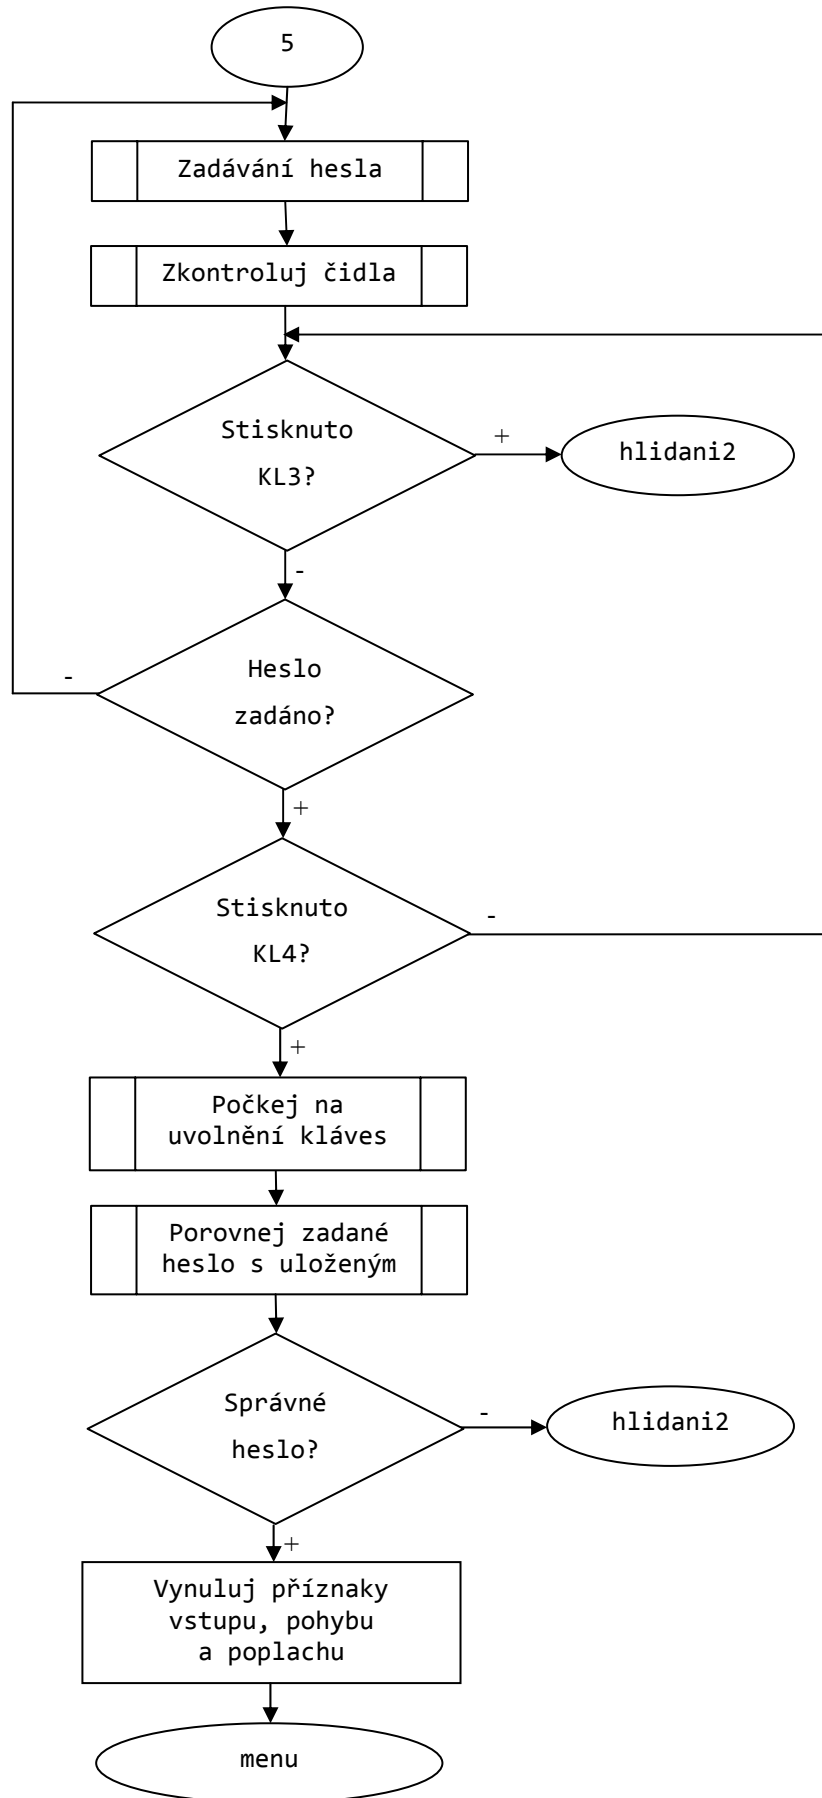 5
Zadávání hesla
Zkontroluj čidla
Stisknuto
KL3?
+
hlidani2
-
Heslo
zadáno?
-
+
Stisknuto
KL4?
-
+
Počkej na
uvolnění kláves
Porovnej zadané
heslo s uloženým
Správné
heslo?
-
hlidani2
+
Vynuluj příznaky
vstupu, pohybu
a poplachu
menu